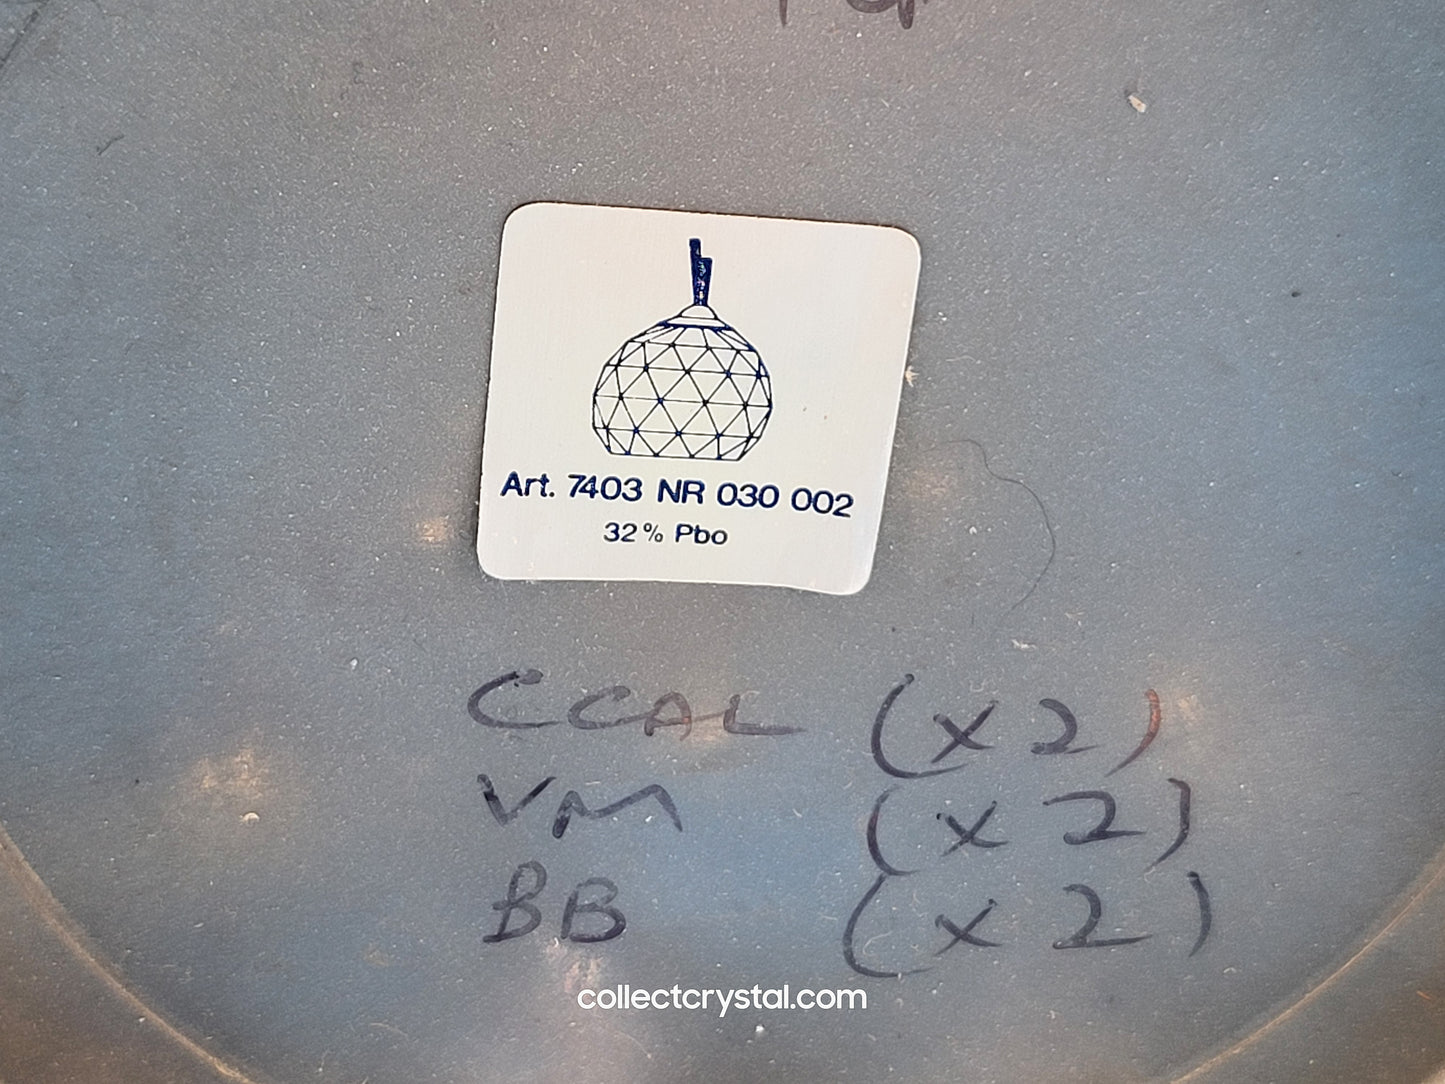 Art. 7403 NR 030 002
32% Pbo
CCAL (x2)
VM (x2)
BB (x2)
collectcrystal.com